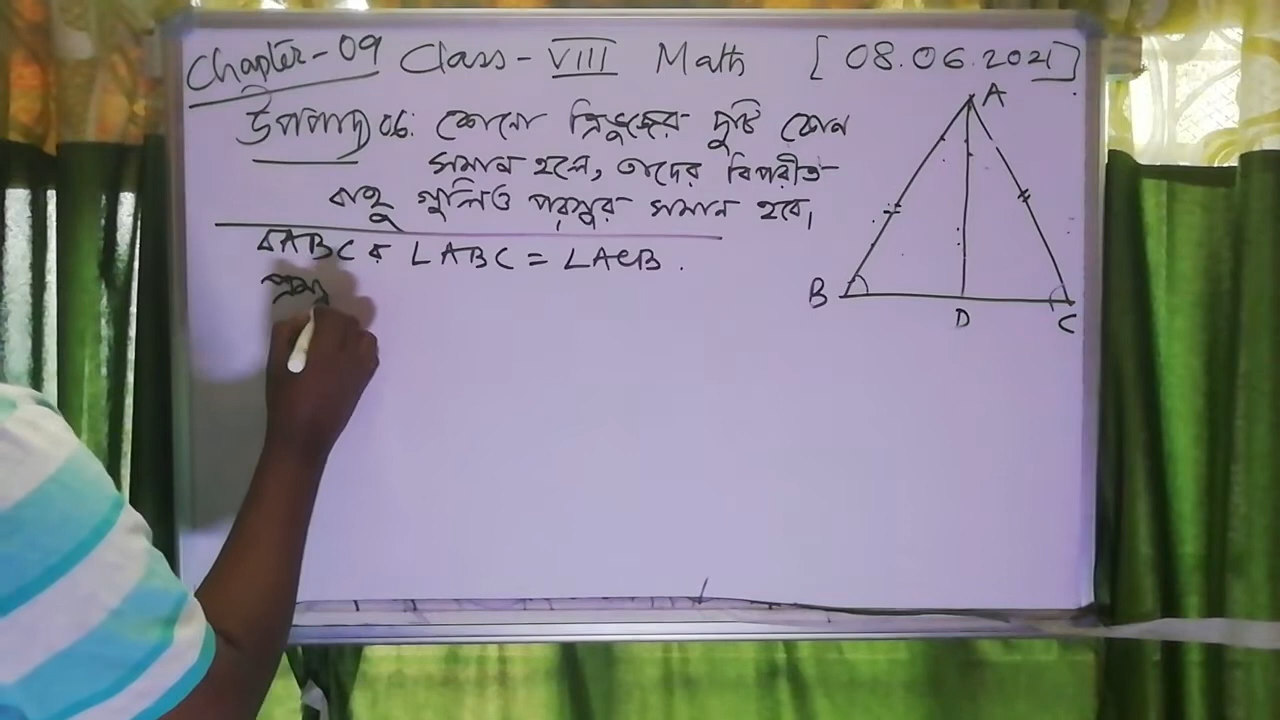 Chapter-09 Class-VIII Math [08.06.2021]
উপপাদ্য 06: কোনো ত্রিভুজের দুটি কোন
সমান হলে, তাদের বিপরীত
বাহু গুলিও পরস্পর সমান হবে।
∠ABC = ∠ACB.
A
B
D
C